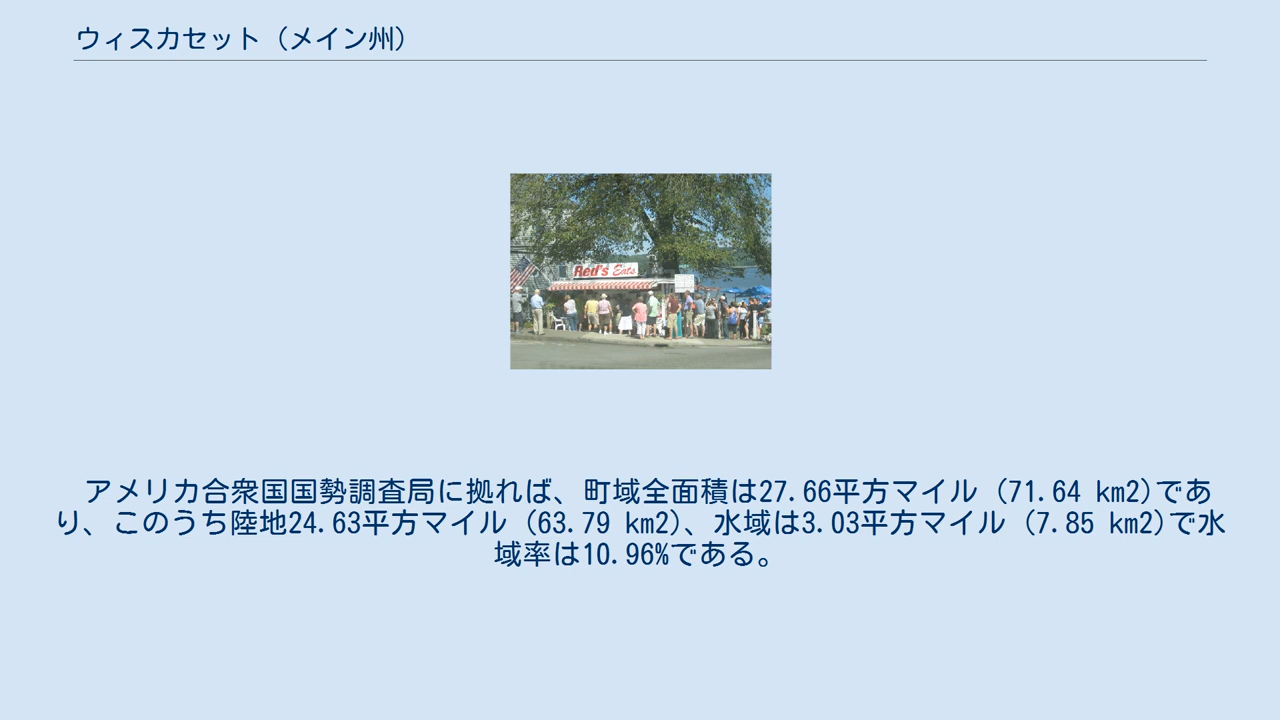 ウィスカセット (メイン州)
Red's Eats
アメリカ合衆国国勢調査局に拠れば、町域全面積は27.66平方マイル (71.64 km2)であ
り、このうち陸地24.63平方マイル (63.79 km2)、水域は3.03平方マイル (7.85 km2)で水
域率は10.96%である。